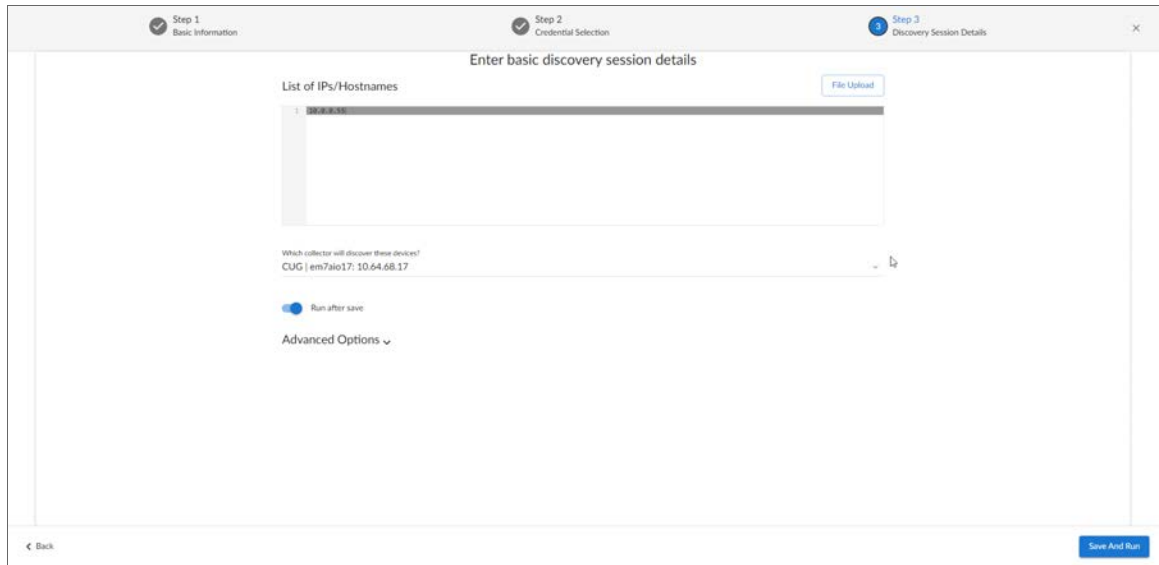 Step 1
Basic Information
Step 2
Credential Selection
3
Step 3
Discovery Session Details
Enter basic discovery session details
List of IPs/Hostnames
File Upload
1
Which collector will discover these devices?
CUG | em7aio17: 10.64.68.17
Run after save
Advanced Options
Back
Save And Run